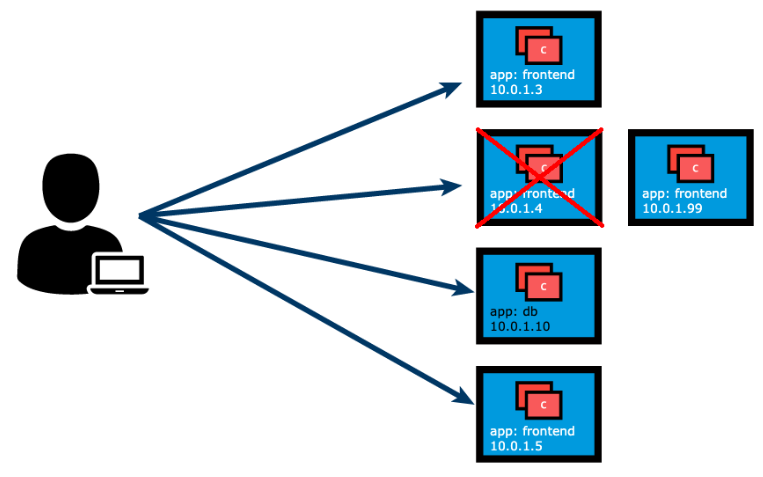 C
app: frontend
10.0.1.3
C
app: frontend
10.0.1.4
C
app: frontend
10.0.1.99
C
app: db
10.0.1.10
C
app: frontend
10.0.1.5